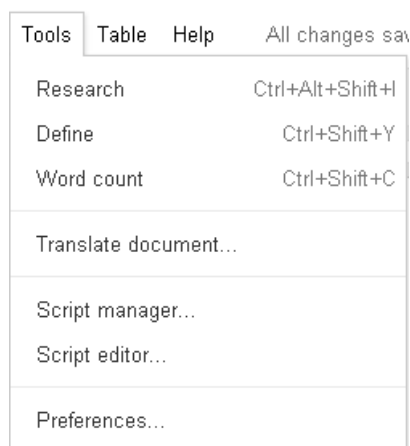 Tools Table Help All changes sav
Research Ctrl+Alt+Shift+I
Define Ctrl+Shift+Y
Word count Ctrl+Shift+C
Translate document...
Script manager...
Script editor...
Preferences...